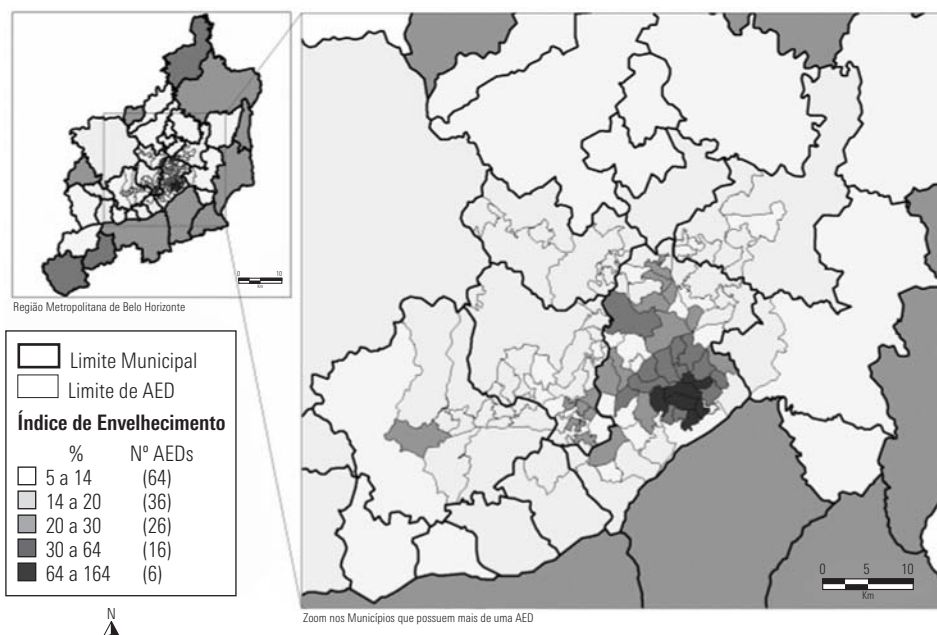 0 10
Km
Região Metropolitana de Belo Horizonte
Limite Municipal
Limite de AED
Índice de Envelhecimento
% Nº AEDs
5 a 14 (64)
14 a 20 (36)
20 a 30 (26)
30 a 64 (16)
64 a 164 (6)
N
0 5 10
Km
Zoom nos Municípios que possuem mais de uma AED